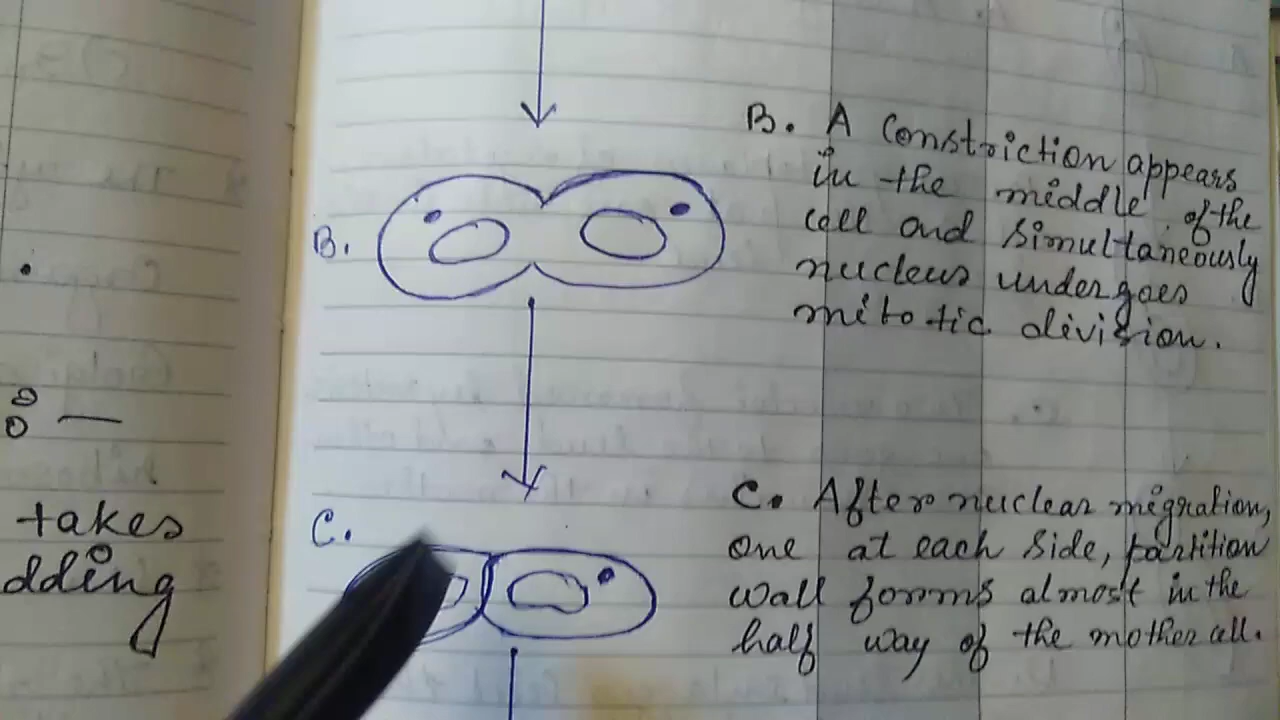 B. A Constriction appears
in the middle of the
cell and simultaneously
nucleus undergoes
mitotic division.
B.
takes
dding
C.
C. After nuclear migration,
one at each side, partition
wall forms almost in the
half way of the mother cell.